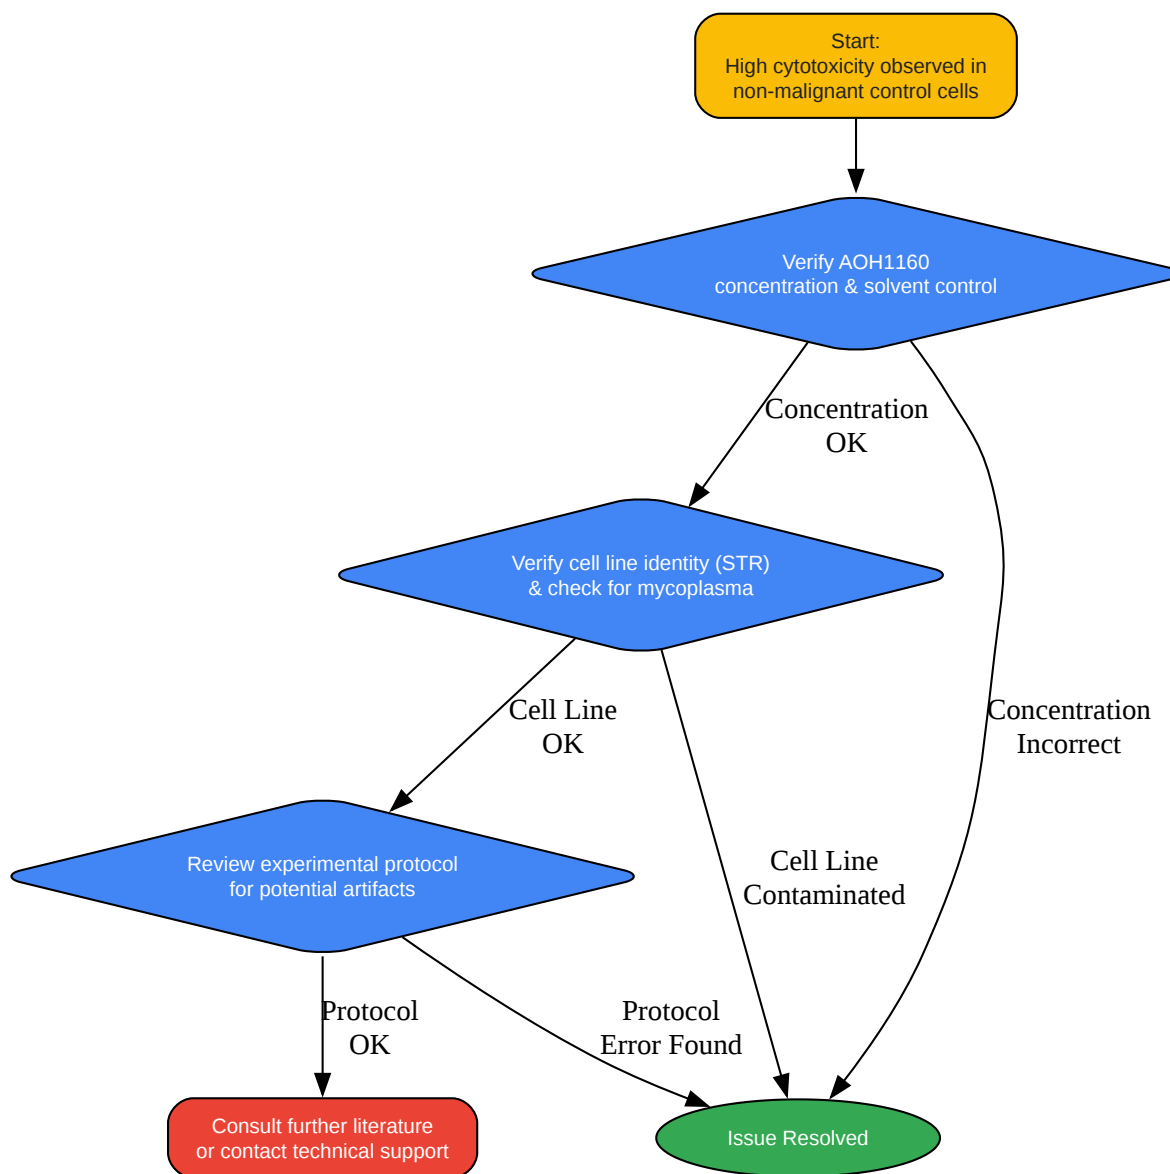 Start:
High cytotoxicity observed in
non-malignant control cells
Verify AOH1160
concentration & solvent control
Concentration
OK
Verify cell line identity (STR)
& check for mycoplasma
Cell Line
OK
Concentration
Incorrect
Review experimental protocol
for potential artifacts
Cell Line
Contaminated
Protocol
OK
Protocol
Error Found
Consult further literature
or contact technical support
Issue Resolved